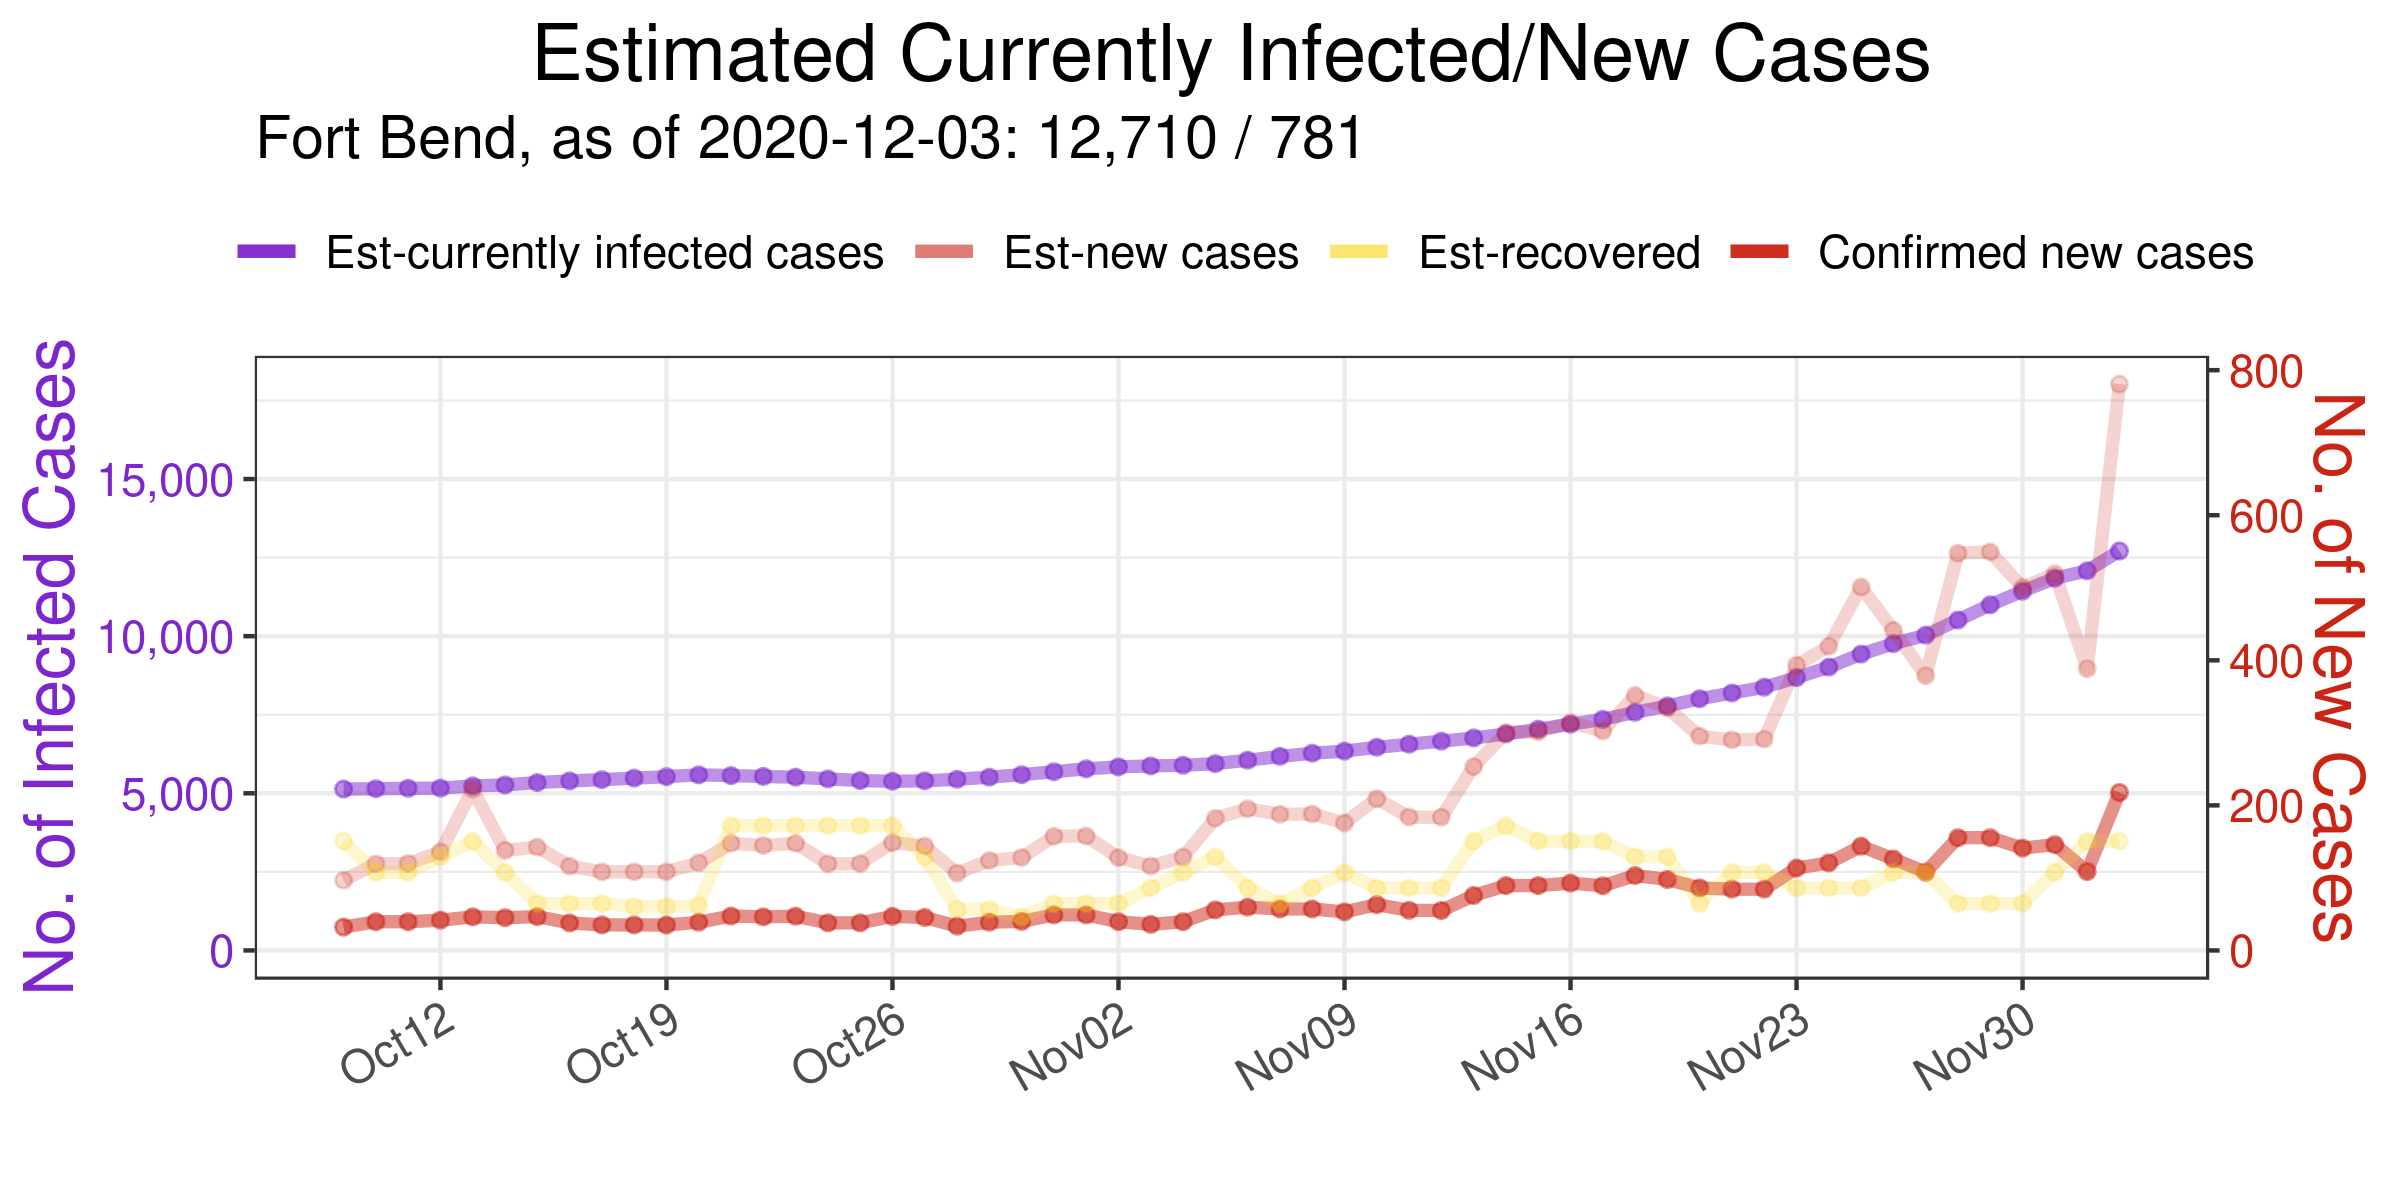 Estimated Currently Infected/New Cases
Fort Bend, as of 2020-12-03: 12,710 / 781
Est-currently infected cases Est-new cases Est-recovered Confirmed new cases
No. of Infected Cases
15,000
10,000
5,000
0
800
600
400
200
0
No. of New Cases
Oct12 Oct19 Oct26 Nov02 Nov09 Nov16 Nov23 Nov30